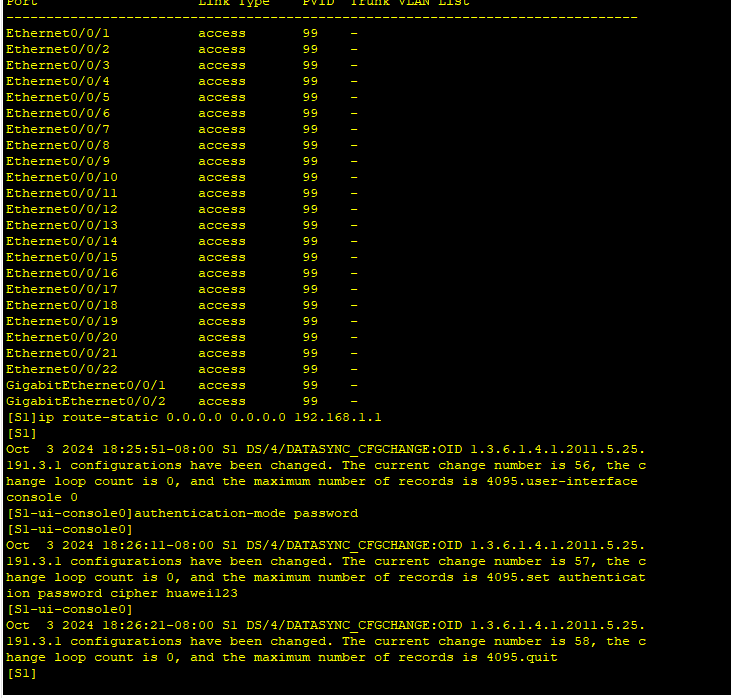 Port Link Type PVID Trunk VLAN List
-------------------------------------------------------------------------------
Ethernet0/0/1 access 99 -
Ethernet0/0/2 access 99 -
Ethernet0/0/3 access 99 -
Ethernet0/0/4 access 99 -
Ethernet0/0/5 access 99 -
Ethernet0/0/6 access 99 -
Ethernet0/0/7 access 99 -
Ethernet0/0/8 access 99 -
Ethernet0/0/9 access 99 -
Ethernet0/0/10 access 99 -
Ethernet0/0/11 access 99 -
Ethernet0/0/12 access 99 -
Ethernet0/0/13 access 99 -
Ethernet0/0/14 access 99 -
Ethernet0/0/15 access 99 -
Ethernet0/0/16 access 99 -
Ethernet0/0/17 access 99 -
Ethernet0/0/18 access 99 -
Ethernet0/0/19 access 99 -
Ethernet0/0/20 access 99 -
Ethernet0/0/21 access 99 -
Ethernet0/0/22 access 99 -
GigabitEthernet0/0/1 access 99 -
GigabitEthernet0/0/2 access 99 -
[S1]ip route-static 0.0.0.0 0.0.0.0 192.168.1.1
[S1]
Oct  3 2024 18:25:51-08:00 S1 DS/4/DATASYNC_CFGCHANGE:OID 1.3.6.1.4.1.2011.5.25.
191.3.1 configurations have been changed. The current change number is 56, the c
hange loop count is 0, and the maximum number of records is 4095.user-interface
console 0
[S1-ui-console0]authentication-mode password
[S1-ui-console0]
Oct  3 2024 18:26:11-08:00 S1 DS/4/DATASYNC_CFGCHANGE:OID 1.3.6.1.4.1.2011.5.25.
191.3.1 configurations have been changed. The current change number is 57, the c
hange loop count is 0, and the maximum number of records is 4095.set authenticat
ion password cipher huawei123
[S1-ui-console0]
Oct  3 2024 18:26:21-08:00 S1 DS/4/DATASYNC_CFGCHANGE:OID 1.3.6.1.4.1.2011.5.25.
191.3.1 configurations have been changed. The current change number is 58, the c
hange loop count is 0, and the maximum number of records is 4095.quit
[S1]